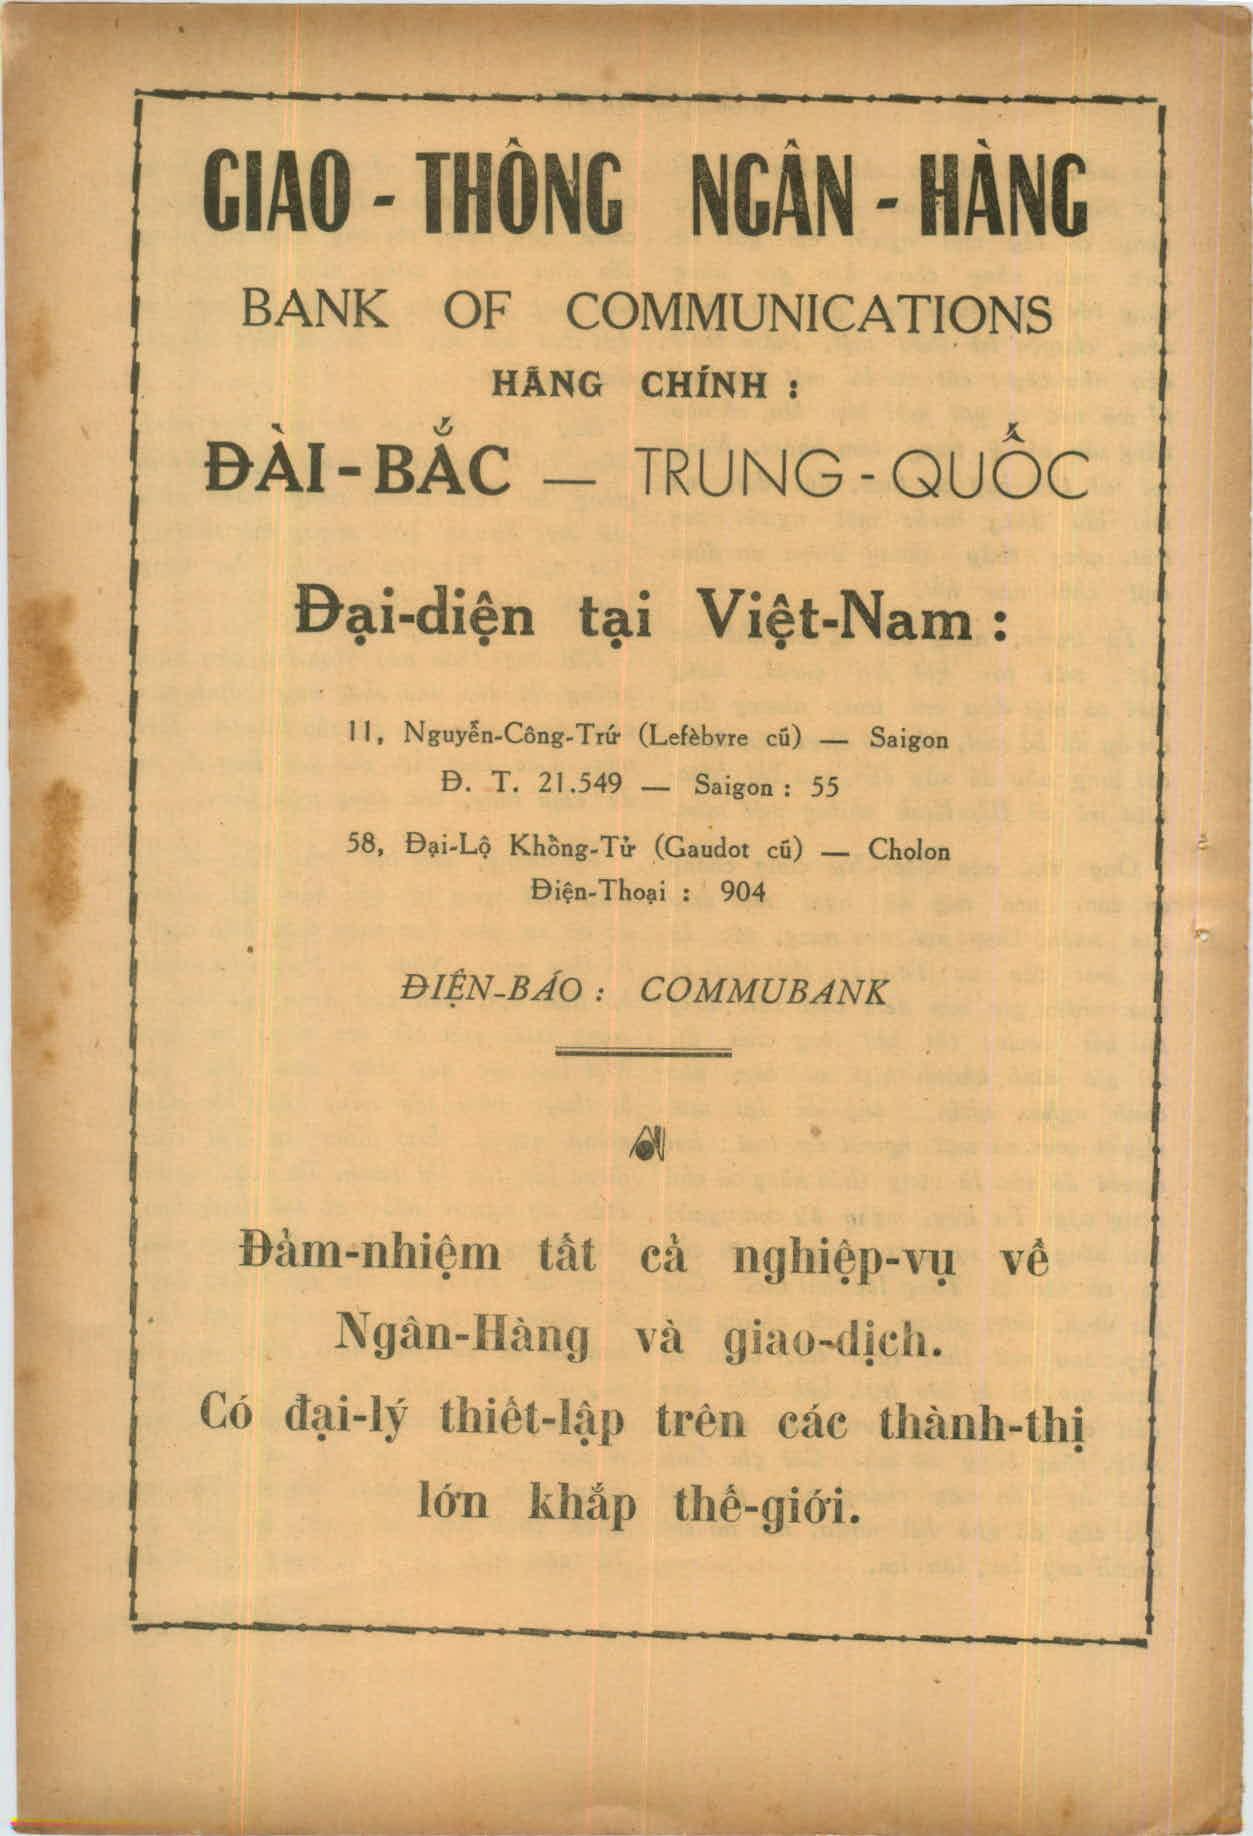 GIAO - THÔNG NGÂN - HÀNG
BANK OF COMMUNICATIONS
HÃNG CHÍNH :
ĐÀI - BẮC — TRUNG - QUỐC
Đại-diện tại Việt-Nam :
11, Nguyễn-Công-Trứ (Lefèbvre cũ) — Saigon
Đ. T. 21.549 — Saigon : 55
58, Đại-Lộ Khổng-Tử (Gaudot cũ) — Cholon
Điện-Thoại : 904
ĐIỆN-BÁO : COMMUBANK
Đảm-nhiệm tất cả nghiệp-vụ về
Ngân-Hàng và giao-dịch.
Có đại-lý thiết-lập trên các thành-thị
lớn khắp thế-giới.